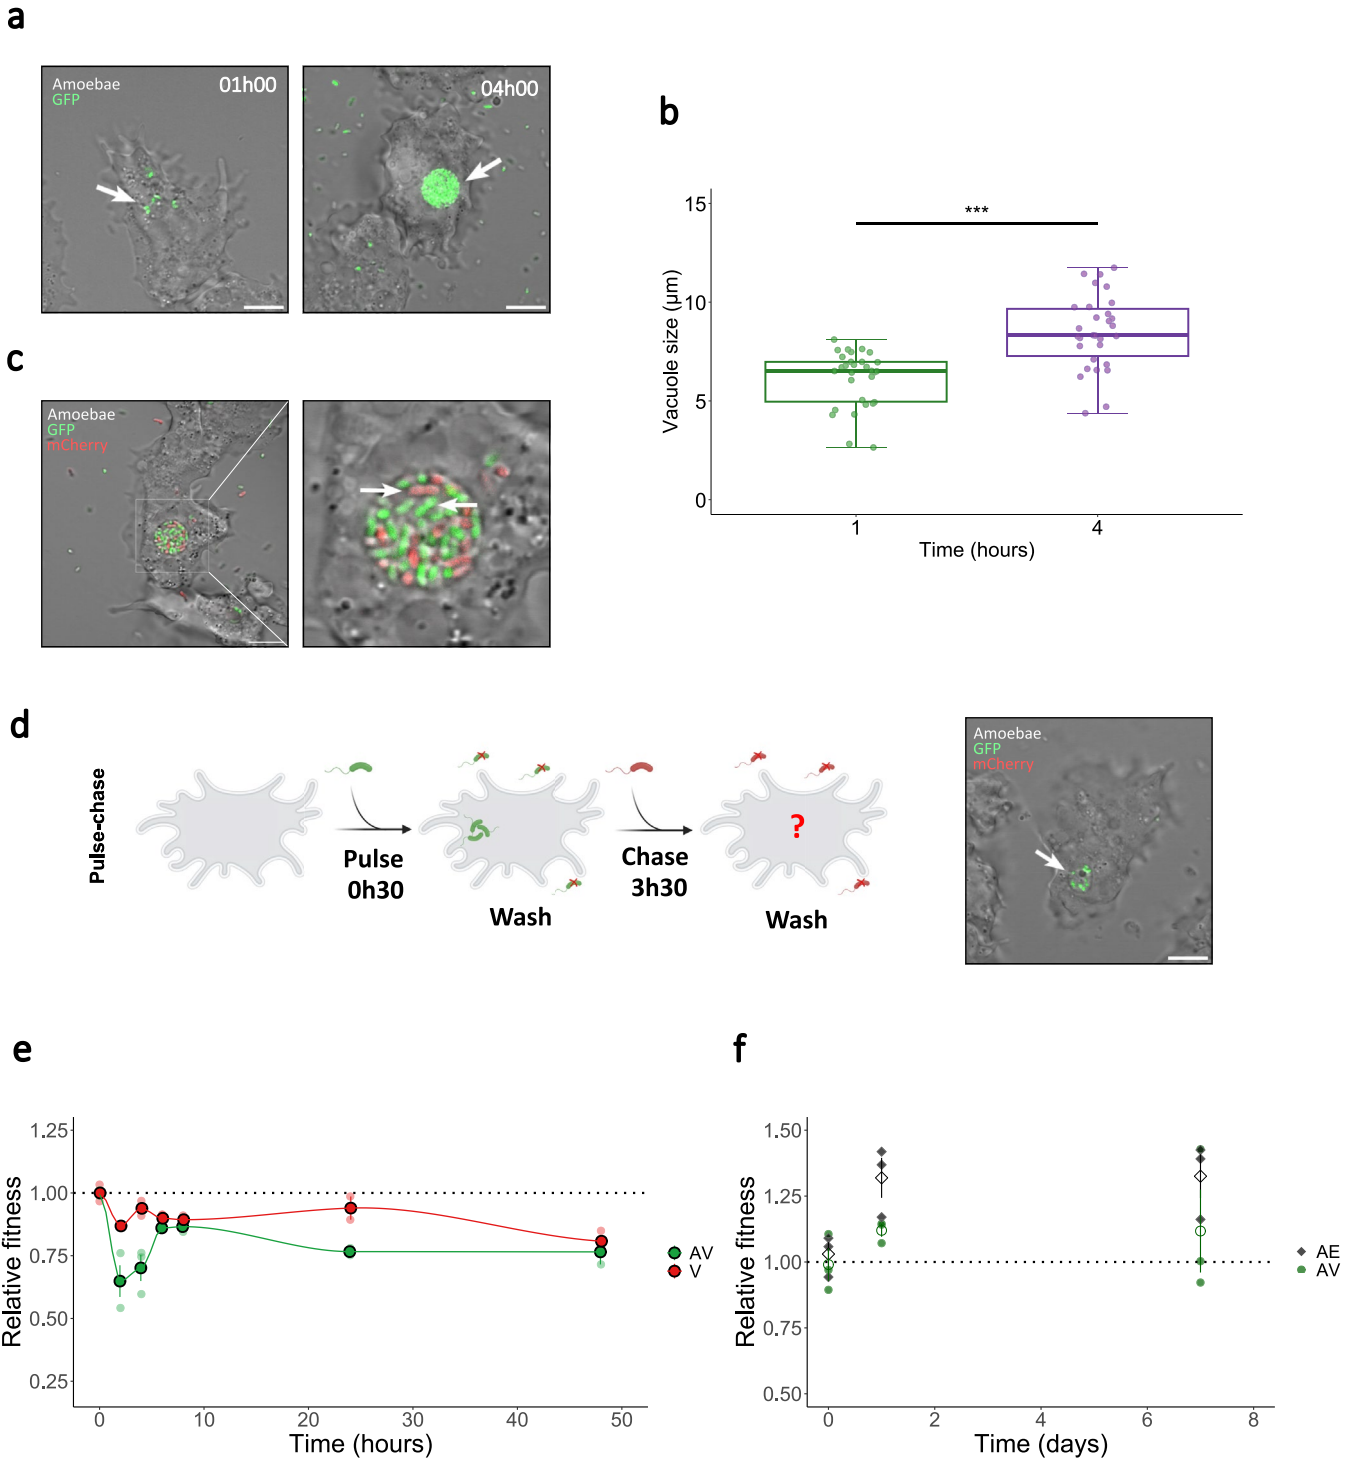 a
Amoebae
GFP
01h00
04h00
b
15
10
5
0
Vacuole size (µm)
***
1
4
Time (hours)
c
Amoebae
GFP
mCherry
d
Pulse-chase
Pulse
0h30
Wash
Chase
3h30
?
Wash
Amoebae
GFP
mCherry
e
1.25
1.00
0.75
0.50
0.25
Relative fitness
0
10
20
30
40
50
Time (hours)
AV
V
f
1.50
1.25
1.00
0.75
0.50
Relative fitness
0
2
4
6
8
Time (days)
AE
AV